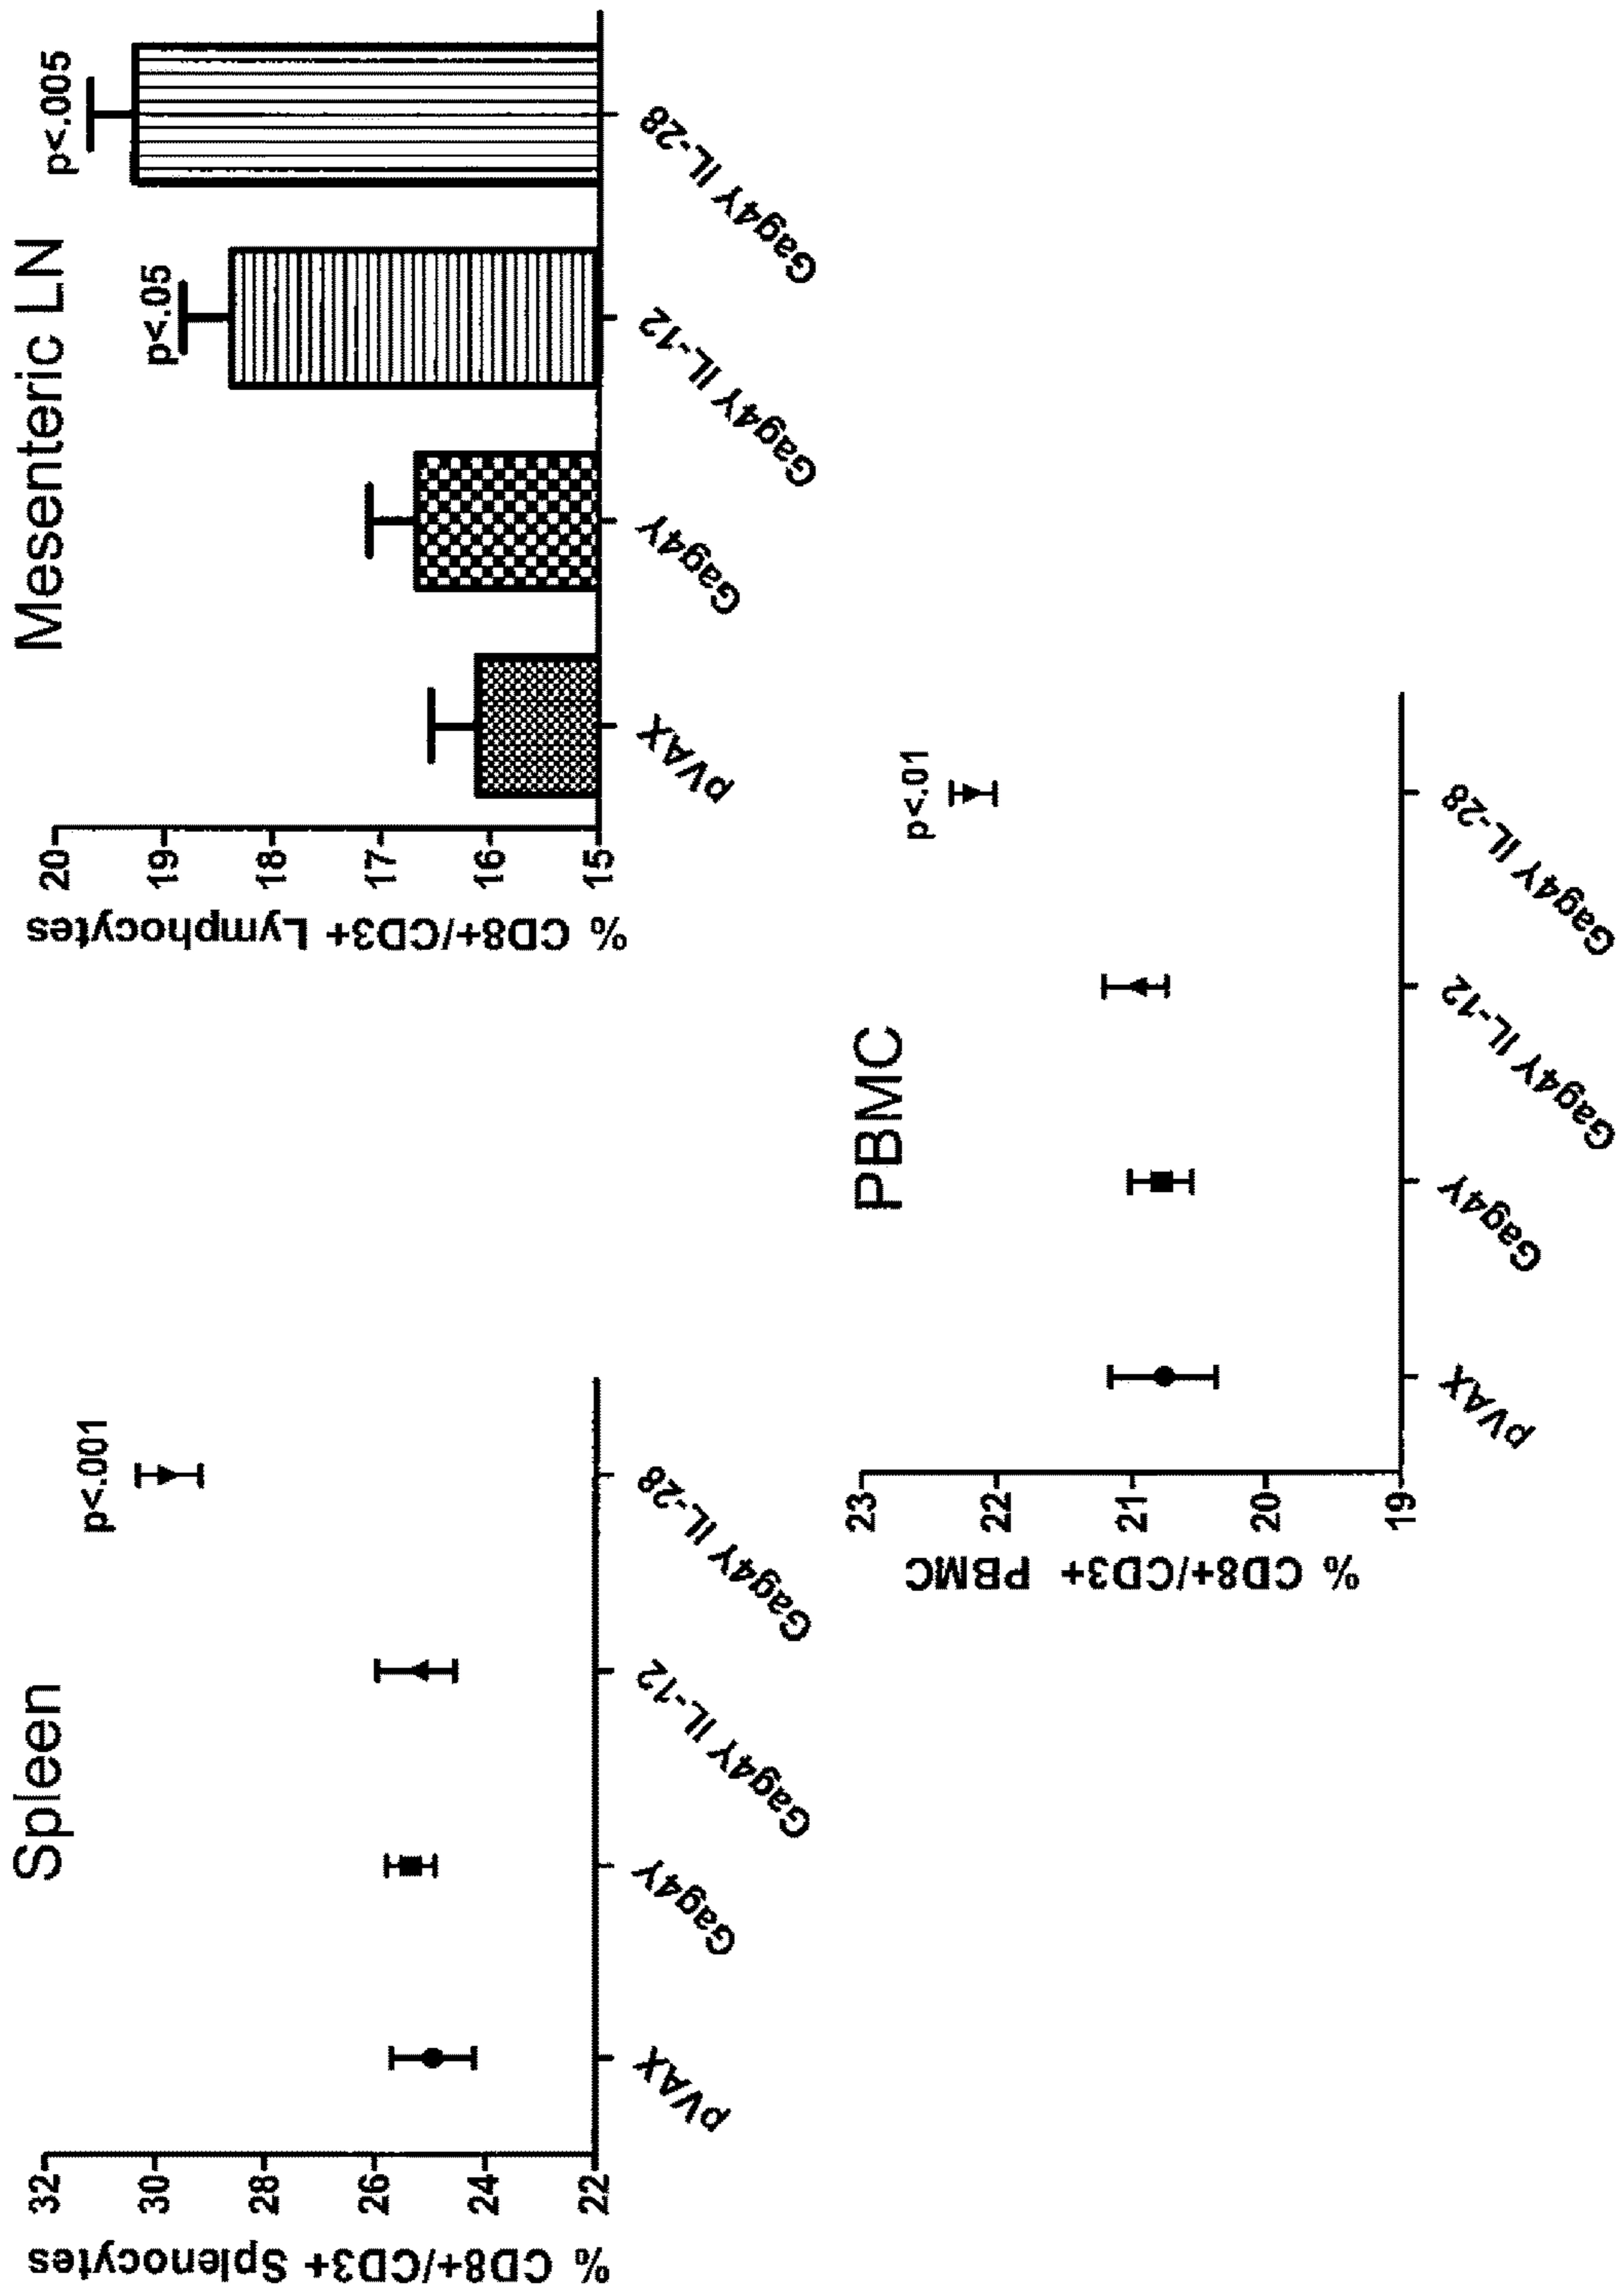 Spleen
% CD8+/CD3+ Splenocytes
32
30
28
26
24
22
p<.001
pVAX
Gag4Y
Gag4Y IL-12
Gag4Y IL-28
Mesenteric LN
% CD8+/CD3+ Lymphocytes
20
19
18
17
16
15
p<.05
p<.005
pVAX
Gag4Y
Gag4Y IL-12
Gag4Y IL-28
PBMC
% CD8+/CD3+ PBMC
23
22
21
20
19
p<.01
pVAX
Gag4Y
Gag4Y IL-12
Gag4Y IL-28